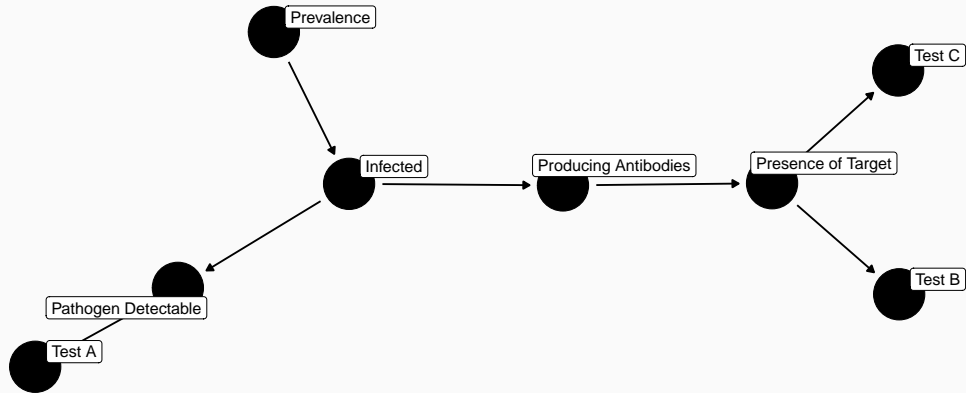 Prevalence
Test C
Infected
Producing Antibodies
Presence of Target
Test B
Pathogen Detectable
Test A